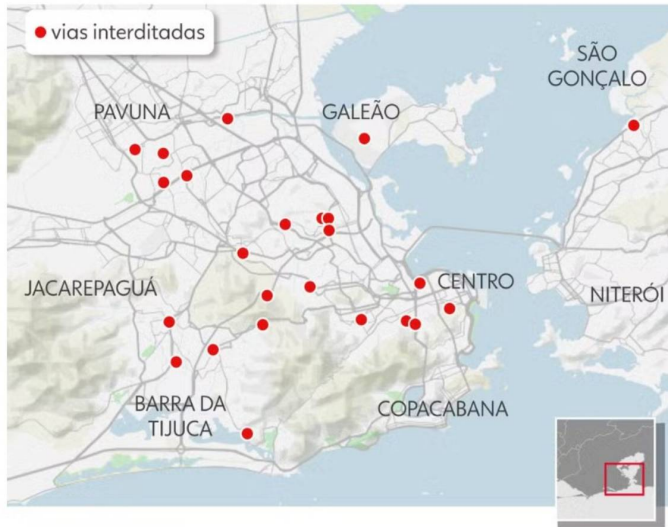 vias interditadas
SÃO
GONÇALO
PAVUNA
GALEÃO
JACAREPAGUÁ
CENTRO
NITERÓI
BARRA DA
TIJUCA
COPACABANA